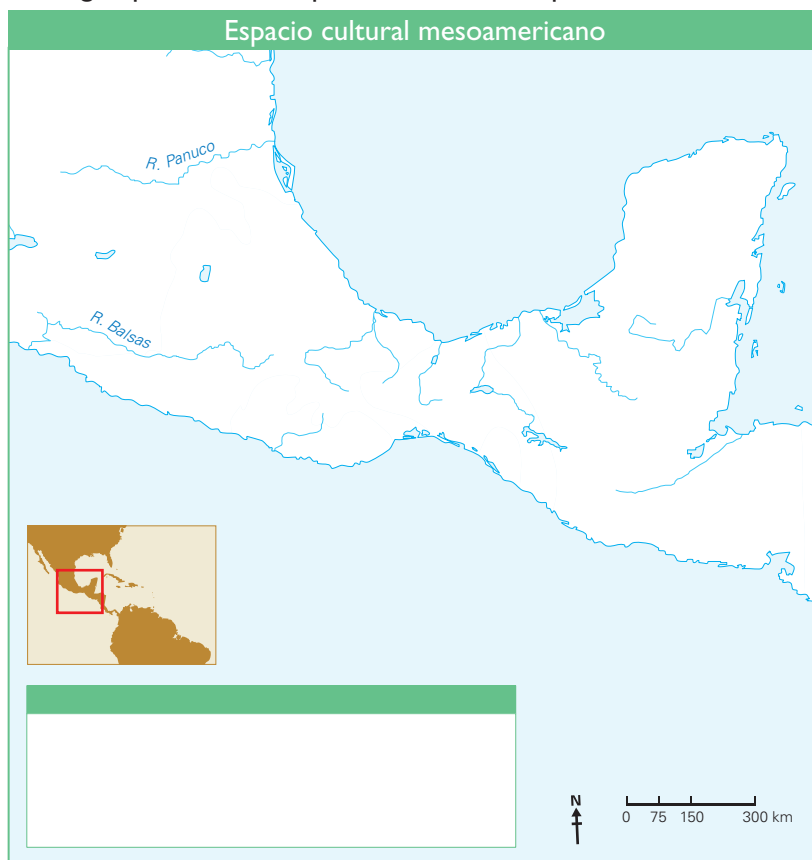 Espacio cultural mesoamericano
R. Panuco
R. Balsas
N
0 75 150 300 km